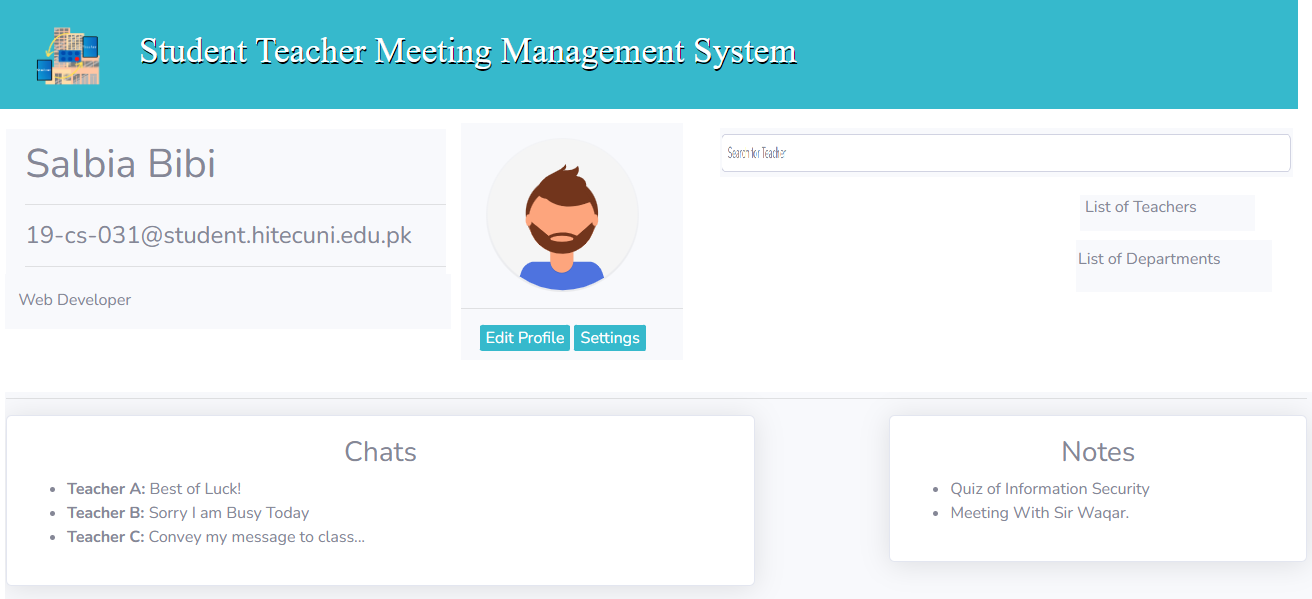 Student Teacher Meeting Management System
Salbia Bibi
19-cs-031@student.hitecuni.edu.pk
Web Developer
Edit Profile
Settings
Search for Teacher
List of Teachers
List of Departments
Chats
Teacher A: Best of Luck!
Teacher B: Sorry I am Busy Today
Teacher C: Convey my message to class...
Notes
Quiz of Information Security
Meeting With Sir Waqar.